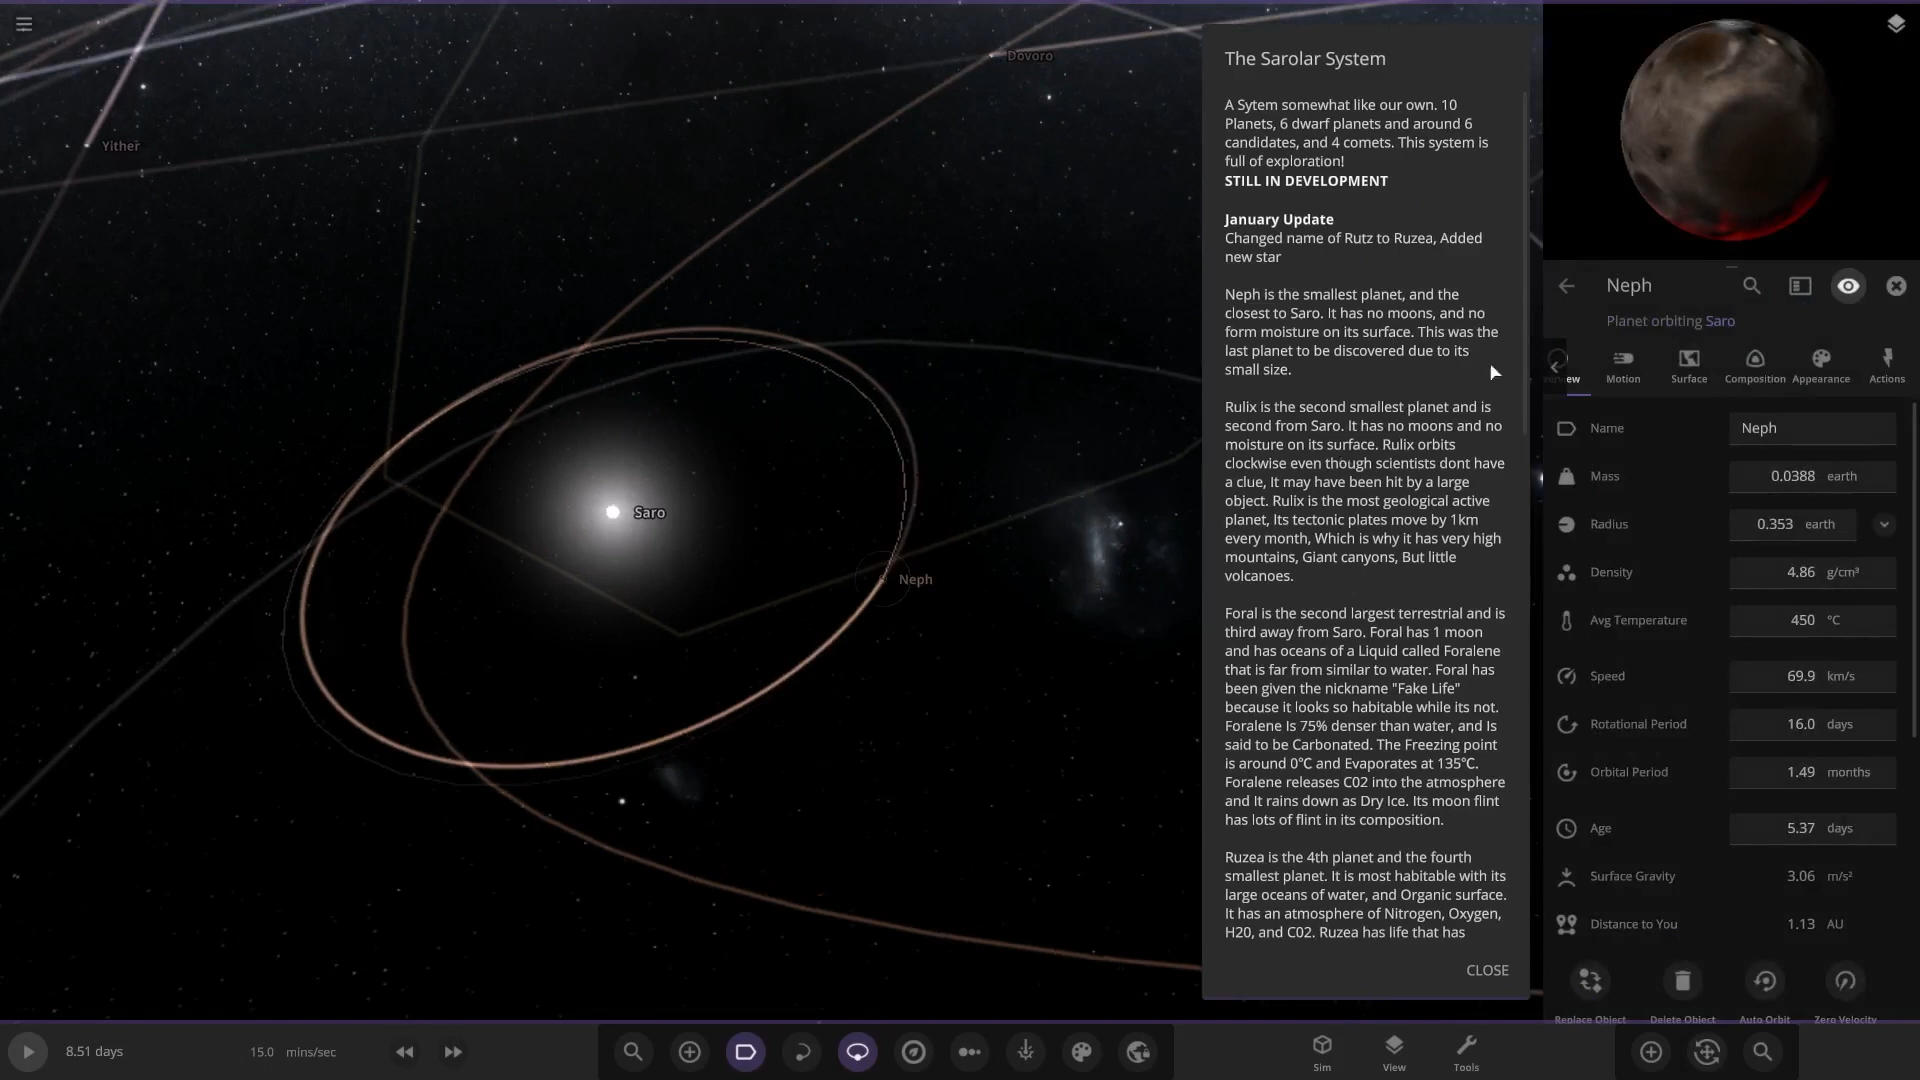 Dovoro
Yither
Saro
Neph
The Sarolar System
A Sytem somewhat like our own. 10
Planets, 6 dwarf planets and around 6
candidates, and 4 comets. This system is
full of exploration!
STILL IN DEVELOPMENT
January Update
Changed name of Rutz to Ruzea, Added
new star
Neph is the smallest planet, and the
closest to Saro. It has no moons, and no
form moisture on its surface. This was the
last planet to be discovered due to its
small size.
Rulix is the second smallest planet and is
second from Saro. It has no moons and no
moisture on its surface. Rulix orbits
clockwise even though scientists dont have
a clue, It may have been hit by a large
object. Rulix is the most geological active
planet, Its tectonic plates move by 1km
every month, Which is why it has very high
mountains, Giant canyons, But little
volcanoes.
Foral is the second largest terrestrial and is
third away from Saro. Foral has 1 moon
and has oceans of a Liquid called Foralene
that is far from similar to water. Foral has
been given the nickname "Fake Life"
because it looks so habitable while its not.
Foralene Is 75% denser than water, and Is
said to be Carbonated. The Freezing point
is around 0℃ and Evaporates at 135℃.
Foralene releases C02 into the atmosphere
and It rains down as Dry Ice. Its moon flint
has lots of flint in its composition.
Ruzea is the 4th planet and the fourth
smallest planet. It is most habitable with its
large oceans of water, and Organic surface.
It has an atmosphere of Nitrogen, Oxygen,
H20, and C02. Ruzea has life that has
CLOSE
Neph
Planet orbiting Saro
Motion Surface Composition Appearance Actions
Name Neph
Mass 0.0388 earth
Radius 0.353 earth
Density 4.86 g/cm³
Avg Temperature 450 °C
Speed 69.9 km/s
Rotational Period 16.0 days
Orbital Period 1.49 months
Age 5.37 days
Surface Gravity 3.06 m/s²
Distance to You 1.13 AU
Replace Object Delete Object Auto Orbit Zero Velocity
8.51 days 15.0 mins/sec
Sim View Tools